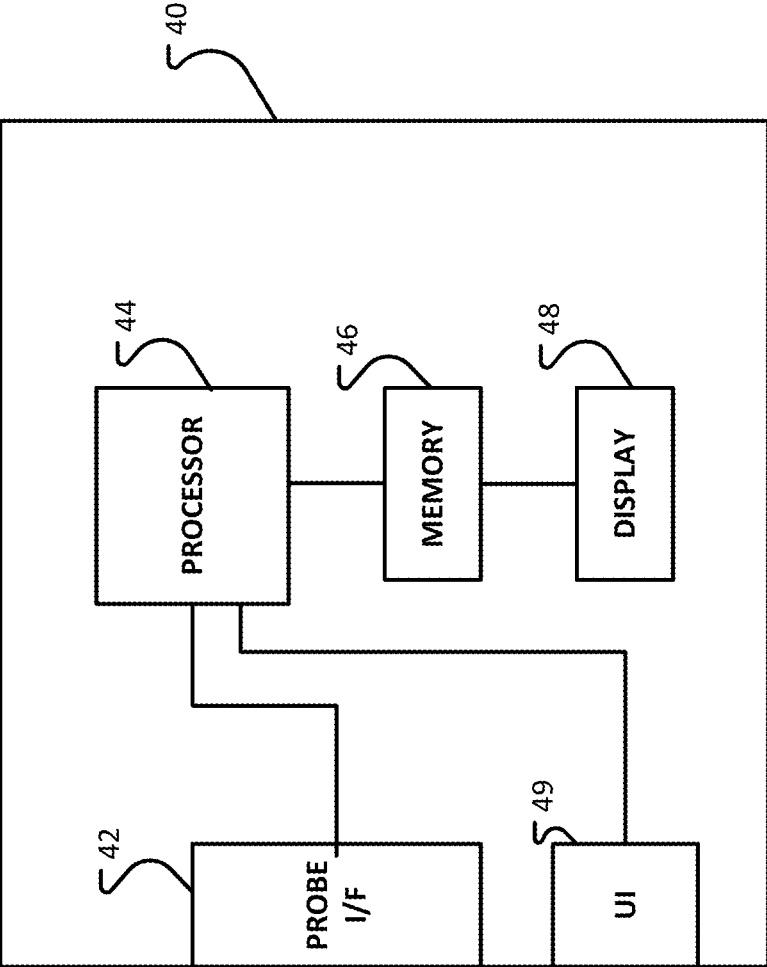 40
44
PROCESSOR
46
MEMORY
48
DISPLAY
42
PROBE
I/F
49
UI